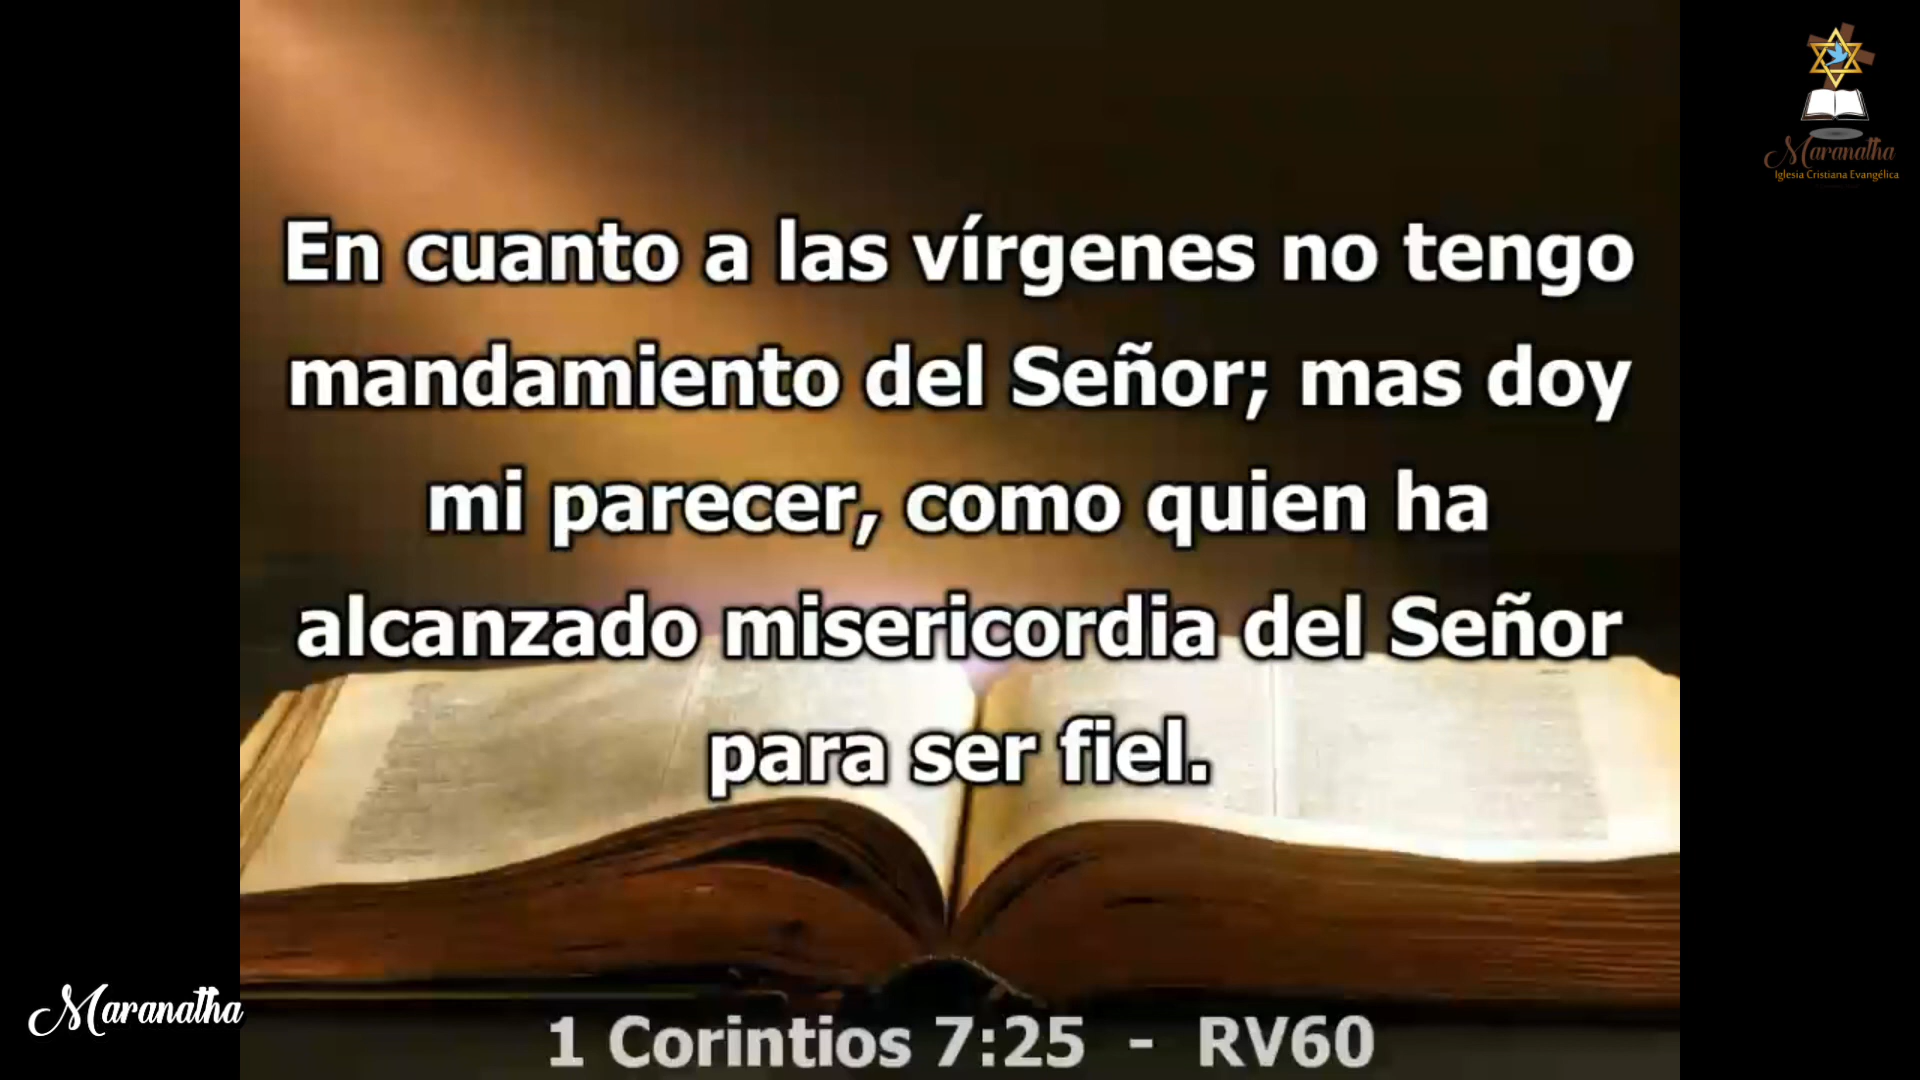 Maranatha
Iglesia Cristiana Evangélica
En cuanto a las vírgenes no tengo
mandamiento del Señor; mas doy
mi parecer, como quien ha
alcanzado misericordia del Señor
para ser fiel.
Maranatha
1 Corintios 7:25 - RV60